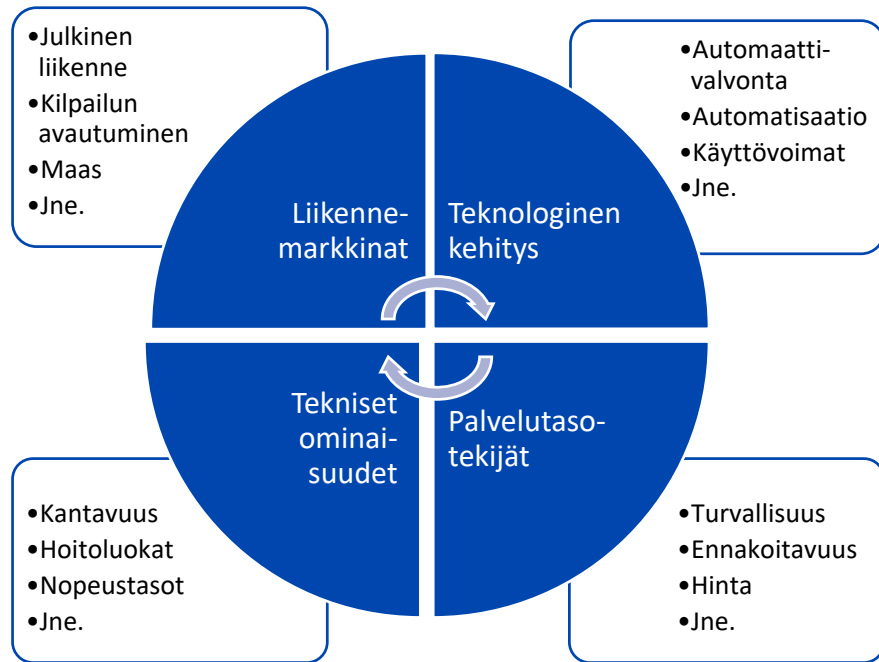 •Julkinen
liikenne
•Kilpailun
avautuminen
•Maas
•Jne.
•Automaatti-
valvonta
•Automatisaatio
•Käyttövoimat
•Jne.
Liikenne-
markkinat
Teknologinen
kehitys
Tekniset
ominai-
suudet
Palvelutaso-
tekijät
•Kantavuus
•Hoitoluokat
•Nopeustasot
•Jne.
•Turvallisuus
•Ennakoitavuus
•Hinta
•Jne.